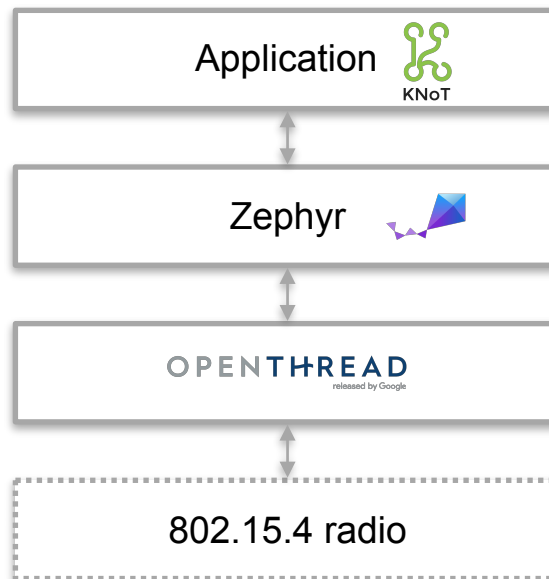 Application
KNoT
Zephyr
OPENTHREAD
released by Google
802.15.4 radio